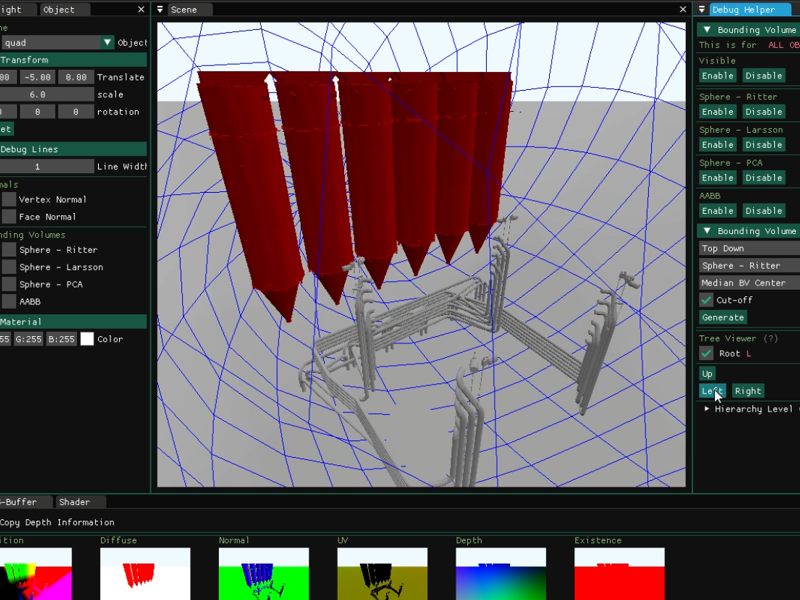 ight
Object
quad
Object
Transform
00
-5.00
0.00
Translate
6.0
scale
0
0
0
rotation
et
Debug Lines
1
Line Width
als
Vertex Normal
Face Normal
nding Volumes
Sphere - Ritter
Sphere - Larsson
Sphere - PCA
AABB
Material
55
G:255
B:255
Color
Scene
Debug Helper
Bounding Volume
This is for ALL OB
Visible
Enable
Disable
Sphere - Ritter
Enable
Disable
Sphere - Larsson
Enable
Disable
Sphere - PCA
Enable
Disable
AABB
Enable
Disable
Bounding Volume
Top Down
Sphere - Ritter
Median BV Center
Cut-off
Generate
Tree Viewer (?)
Root L
Up
Left
Right
Hierarchy Level
G-Buffer
Shader
Copy Depth Information
ition
Diffuse
Normal
UV
Depth
Existence